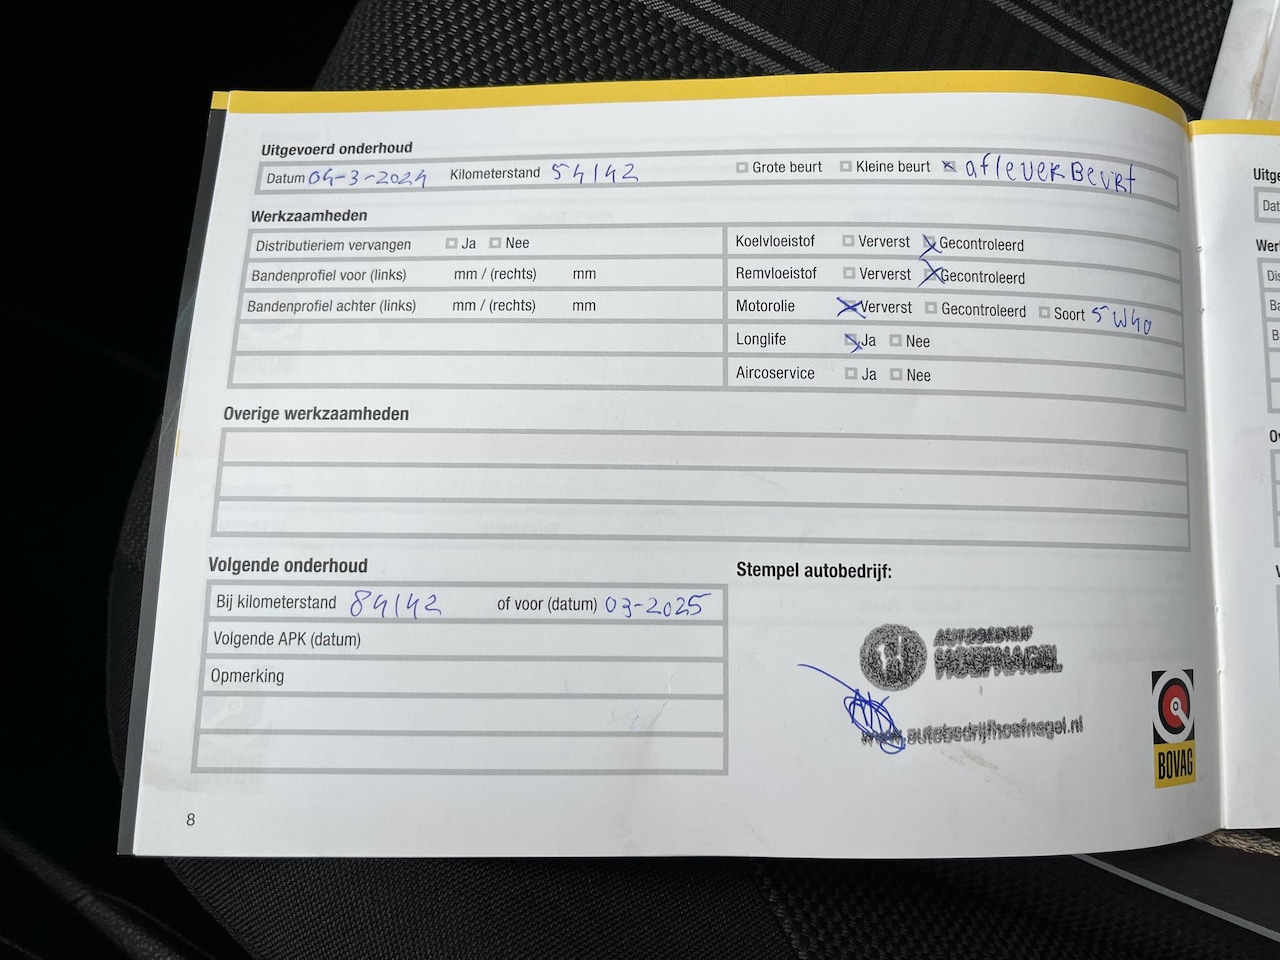 Uitgevoerd onderhoud
Datum 04-3-2024 Kilometerstand 54142 Grote beurt Kleine beurt afleverBeurt
Werkzaamheden
Distributieriem vervangen Ja Nee
Koelvloeistof Ververst Gecontroleerd
Bandenprofiel voor (links) mm / (rechts) mm
Remvloeistof Ververst Gecontroleerd
Bandenprofiel achter (links) mm / (rechts) mm
Motorolie Ververst Gecontroleerd Soort 5W40
Longlife Ja Nee
Aircoservice Ja Nee
Overige werkzaamheden
Volgende onderhoud
Bij kilometerstand 84142 of voor (datum) 03-2025
Volgende APK (datum)
Opmerking
Stempel autobedrijf:
AUTOBEDRIJF
HOEFNAGEL
www.autobedrijfhoefnagel.nl
BOVAG
8